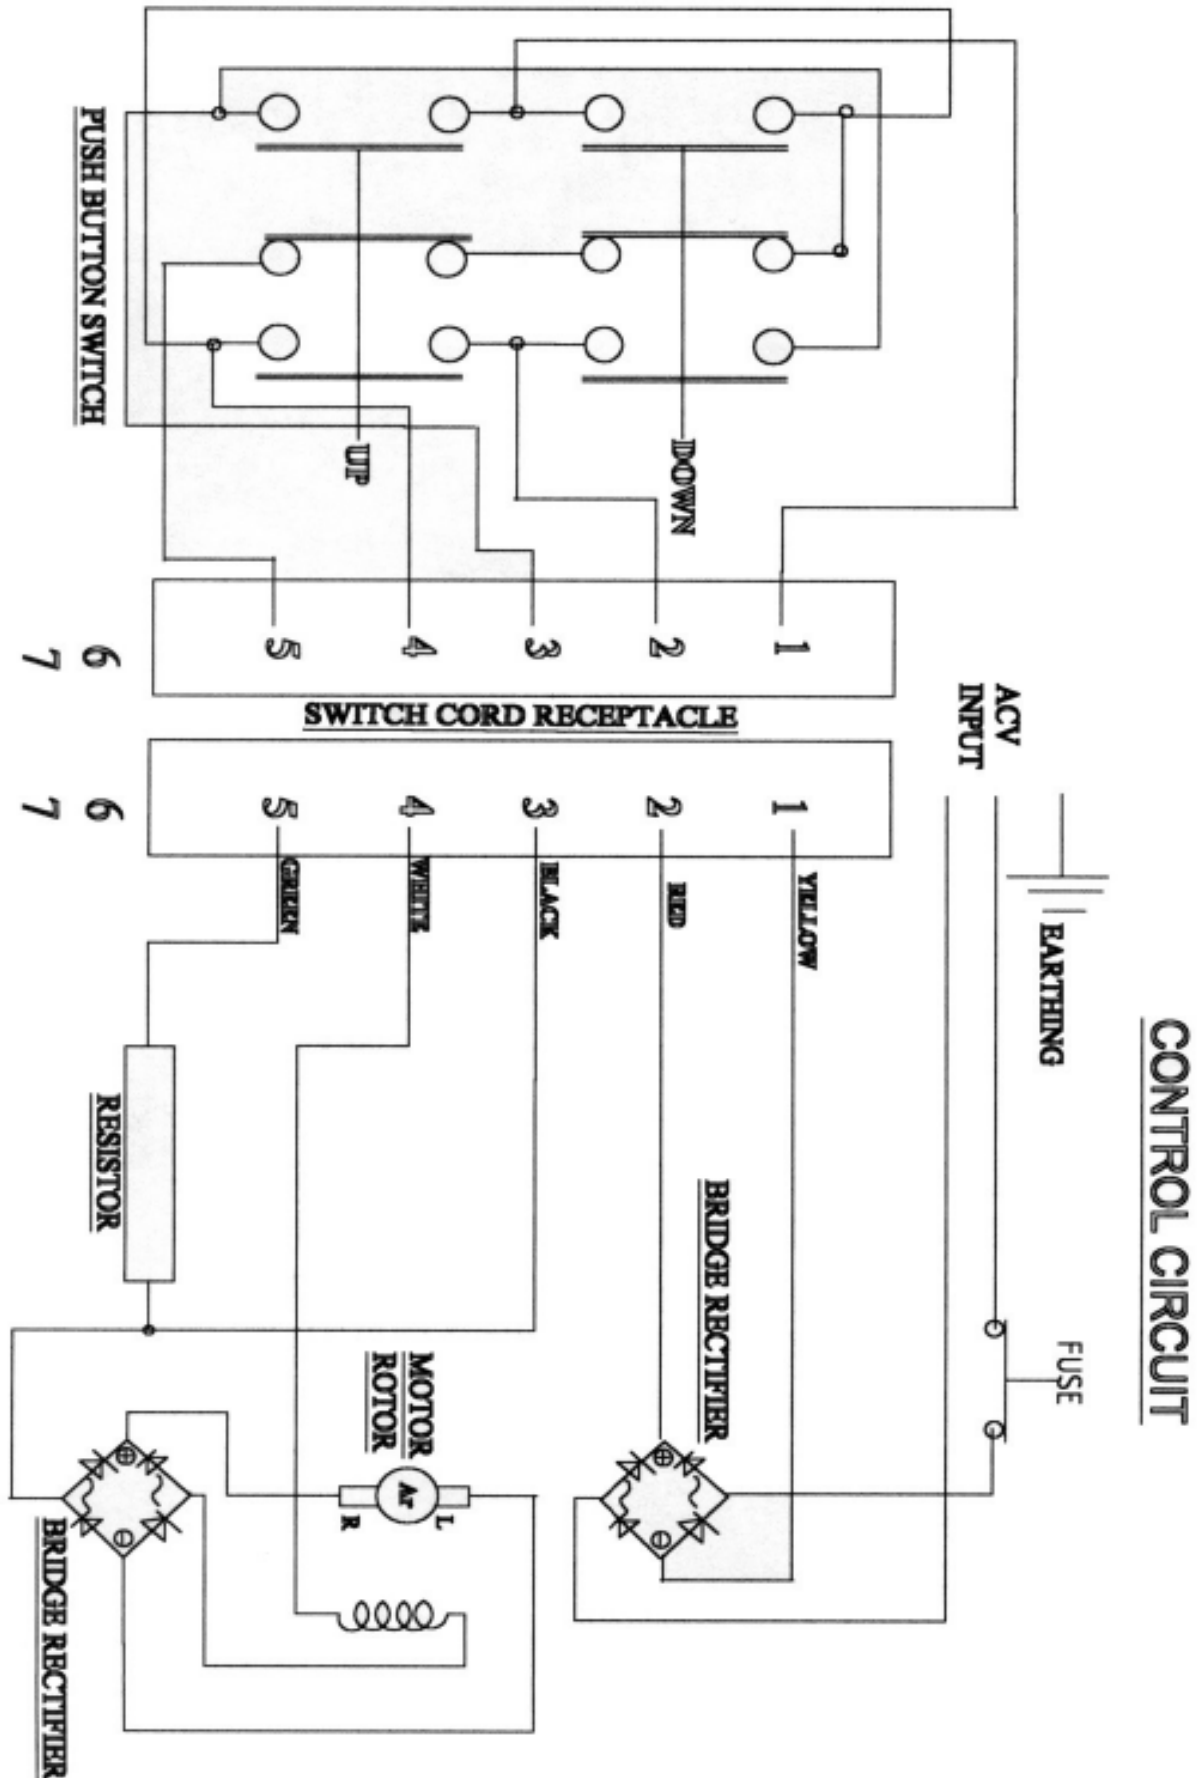 CONTROL CIRCUIT
FUSE
EARTHING
ACV
INPUT
BRIDGE RECTIFIER
YELLOW
RED
BLACK
WHITE
GREEN
1
2
3
4
5
6
7
SWITCH CORD RECEPTACLE
1
2
3
4
5
6
7
DOWN
UP
PUSH BUTTON SWITCH
MOTOR
ROTOR
Ar
L
R
RESISTOR
BRIDGE RECTIFIER